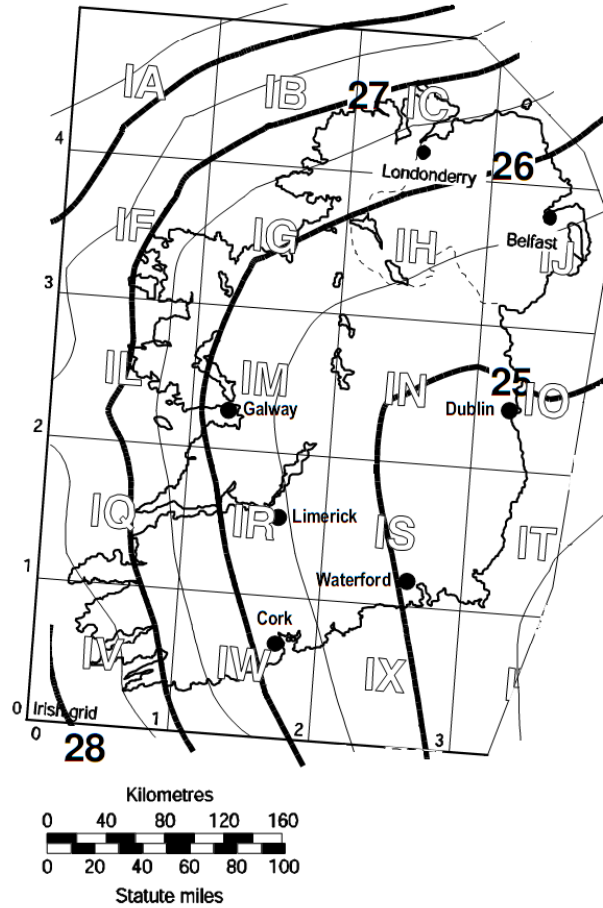 IA
IB
27
IC
4
Londonderry
26
IF
IG
IH
Belfast
IJ
3
IL
IM
25
IN
IO
Galway
Dublin
2
IQ
IR
Limerick
IS
IT
1
Waterford
Cork
IV
IW
IX
I
0
Irish grid
0
1
2
3
28
Kilometres
0 40 80 120 160
0 20 40 60 80 100
Statute miles